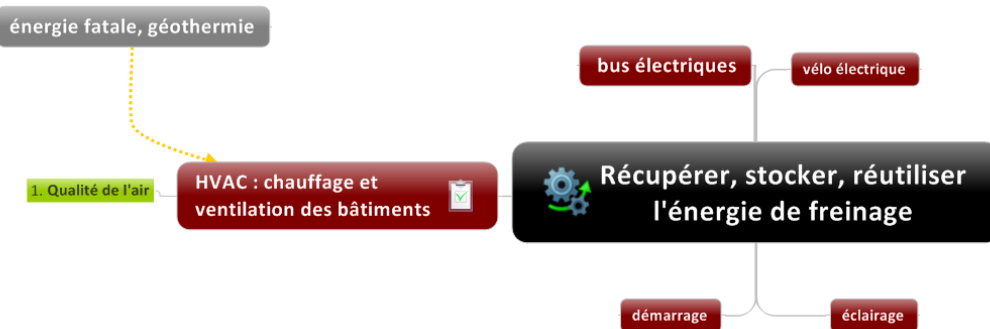 énergie fatale, géothermie
bus électriques
vélo électrique
1. Qualité de l'air
HVAC : chauffage et
ventilation des bâtiments
Récupérer, stocker, réutiliser
l'énergie de freinage
démarrage
éclairage